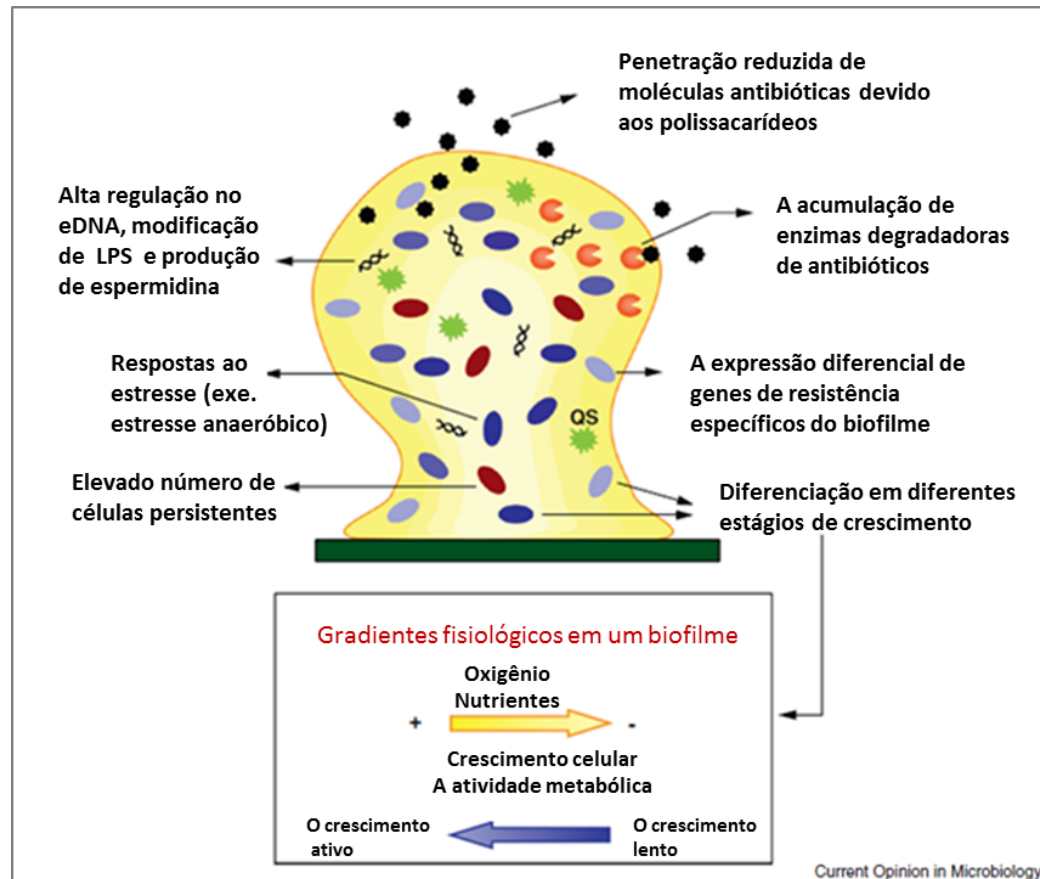 Penetração reduzida de
moléculas antibióticas devido
aos polissacarídeos
Alta regulação no
eDNA, modificação
de LPS e produção
de espermidina
A acumulação de
enzimas degradadoras
de antibióticos
Respostas ao
estresse (exe.
estresse anaeróbico)
A expressão diferencial de
genes de resistência
específicos do biofilme
QS
Elevado número de
células persistentes
Diferenciação em diferentes
estágios de crescimento
Gradientes fisiológicos em um biofilme
Oxigênio
Nutrientes
+ -
Crescimento celular
A atividade metabólica
O crescimento
ativo
O crescimento
lento
Current Opinion in Microbiology